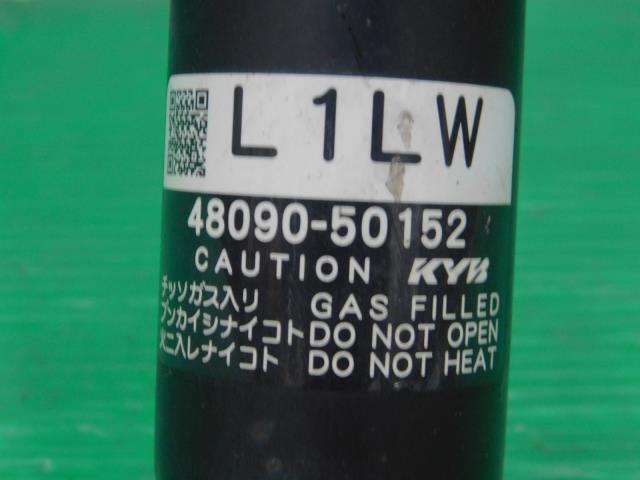 L1LW
48090-50152
CAUTION KYB
チッソガス入リ GAS FILLED
ブンカイシナイコト DO NOT OPEN
火ニ入レナイコト DO NOT HEAT